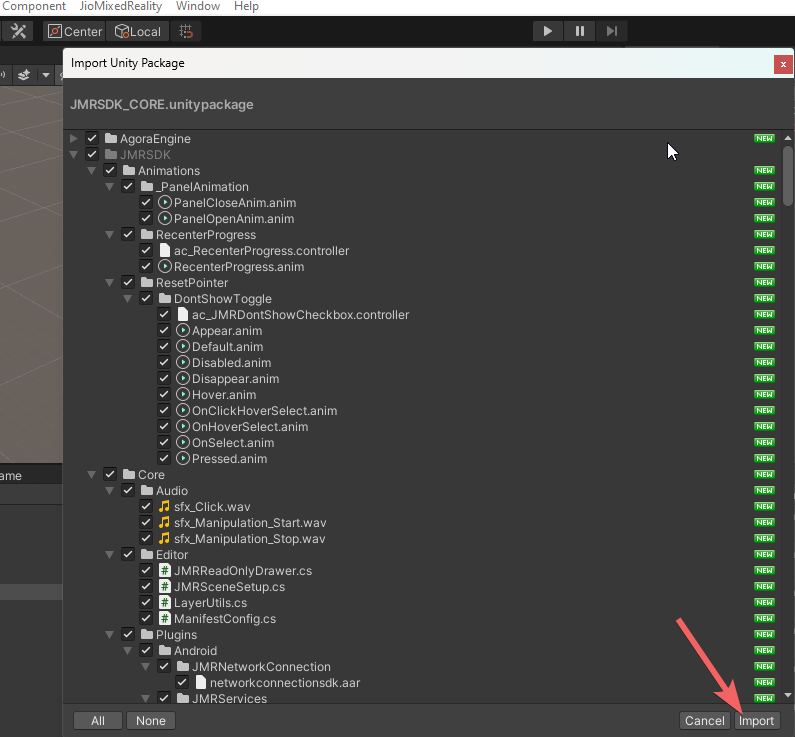 Component JioMixedReality Window Help
Center Local
Import Unity Package
x
JMRSDK_CORE.unitypackage
AgoraEngine NEW
JMRSDK
Animations NEW
_PanelAnimation NEW
PanelCloseAnim.anim NEW
PanelOpenAnim.anim NEW
RecenterProgress NEW
ac_RecenterProgress.controller NEW
RecenterProgress.anim NEW
ResetPointer NEW
DontShowToggle NEW
ac_JMRDontShowCheckbox.controller NEW
Appear.anim NEW
Default.anim NEW
Disabled.anim NEW
Disappear.anim NEW
Hover.anim NEW
OnClickHoverSelect.anim NEW
OnHoverSelect.anim NEW
OnSelect.anim NEW
Pressed.anim NEW
ame
Core NEW
Audio NEW
sfx_Click.wav NEW
sfx_Manipulation_Start.wav NEW
sfx_Manipulation_Stop.wav NEW
Editor NEW
JMRReadOnlyDrawer.cs NEW
JMRSceneSetup.cs NEW
LayerUtils.cs NEW
ManifestConfig.cs NEW
Plugins NEW
Android NEW
JMRNetworkConnection NEW
networkconnectionsdk.aar NEW
JMRServices NEW
All None Cancel Import